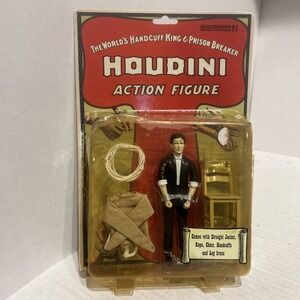 THE WORLD'S HANDCUFF KING & PRISON BREAKER
HOUDINI
ACTION FIGURE
Comes with Straight Jacket,
Rope, Chair, Handcuffs
and Leg Irons